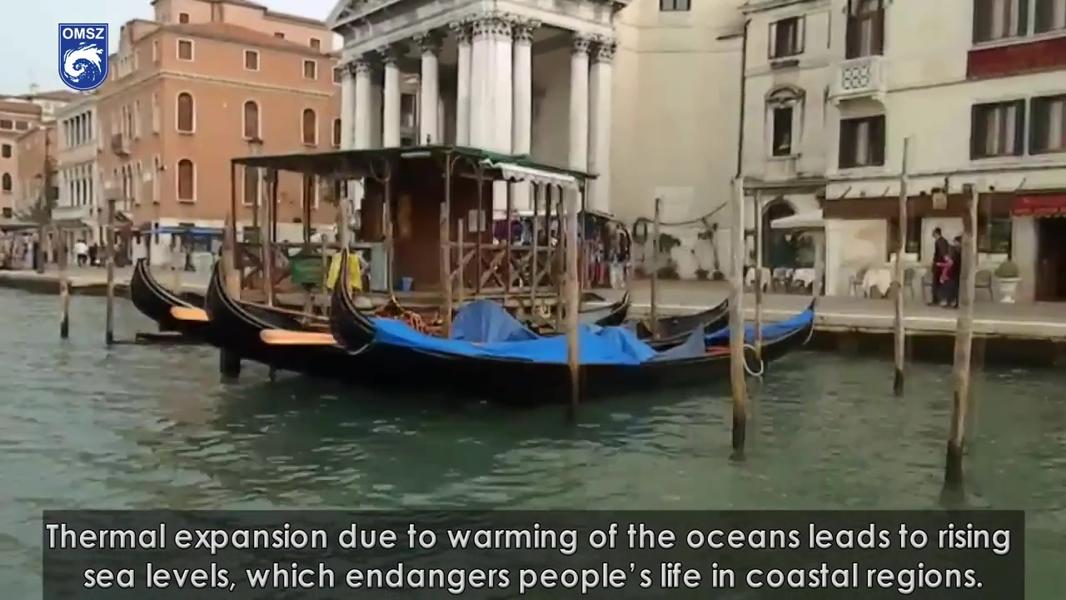 OMSZ
Thermal expansion due to warming of the oceans leads to rising
sea levels, which endangers people's life in coastal regions.